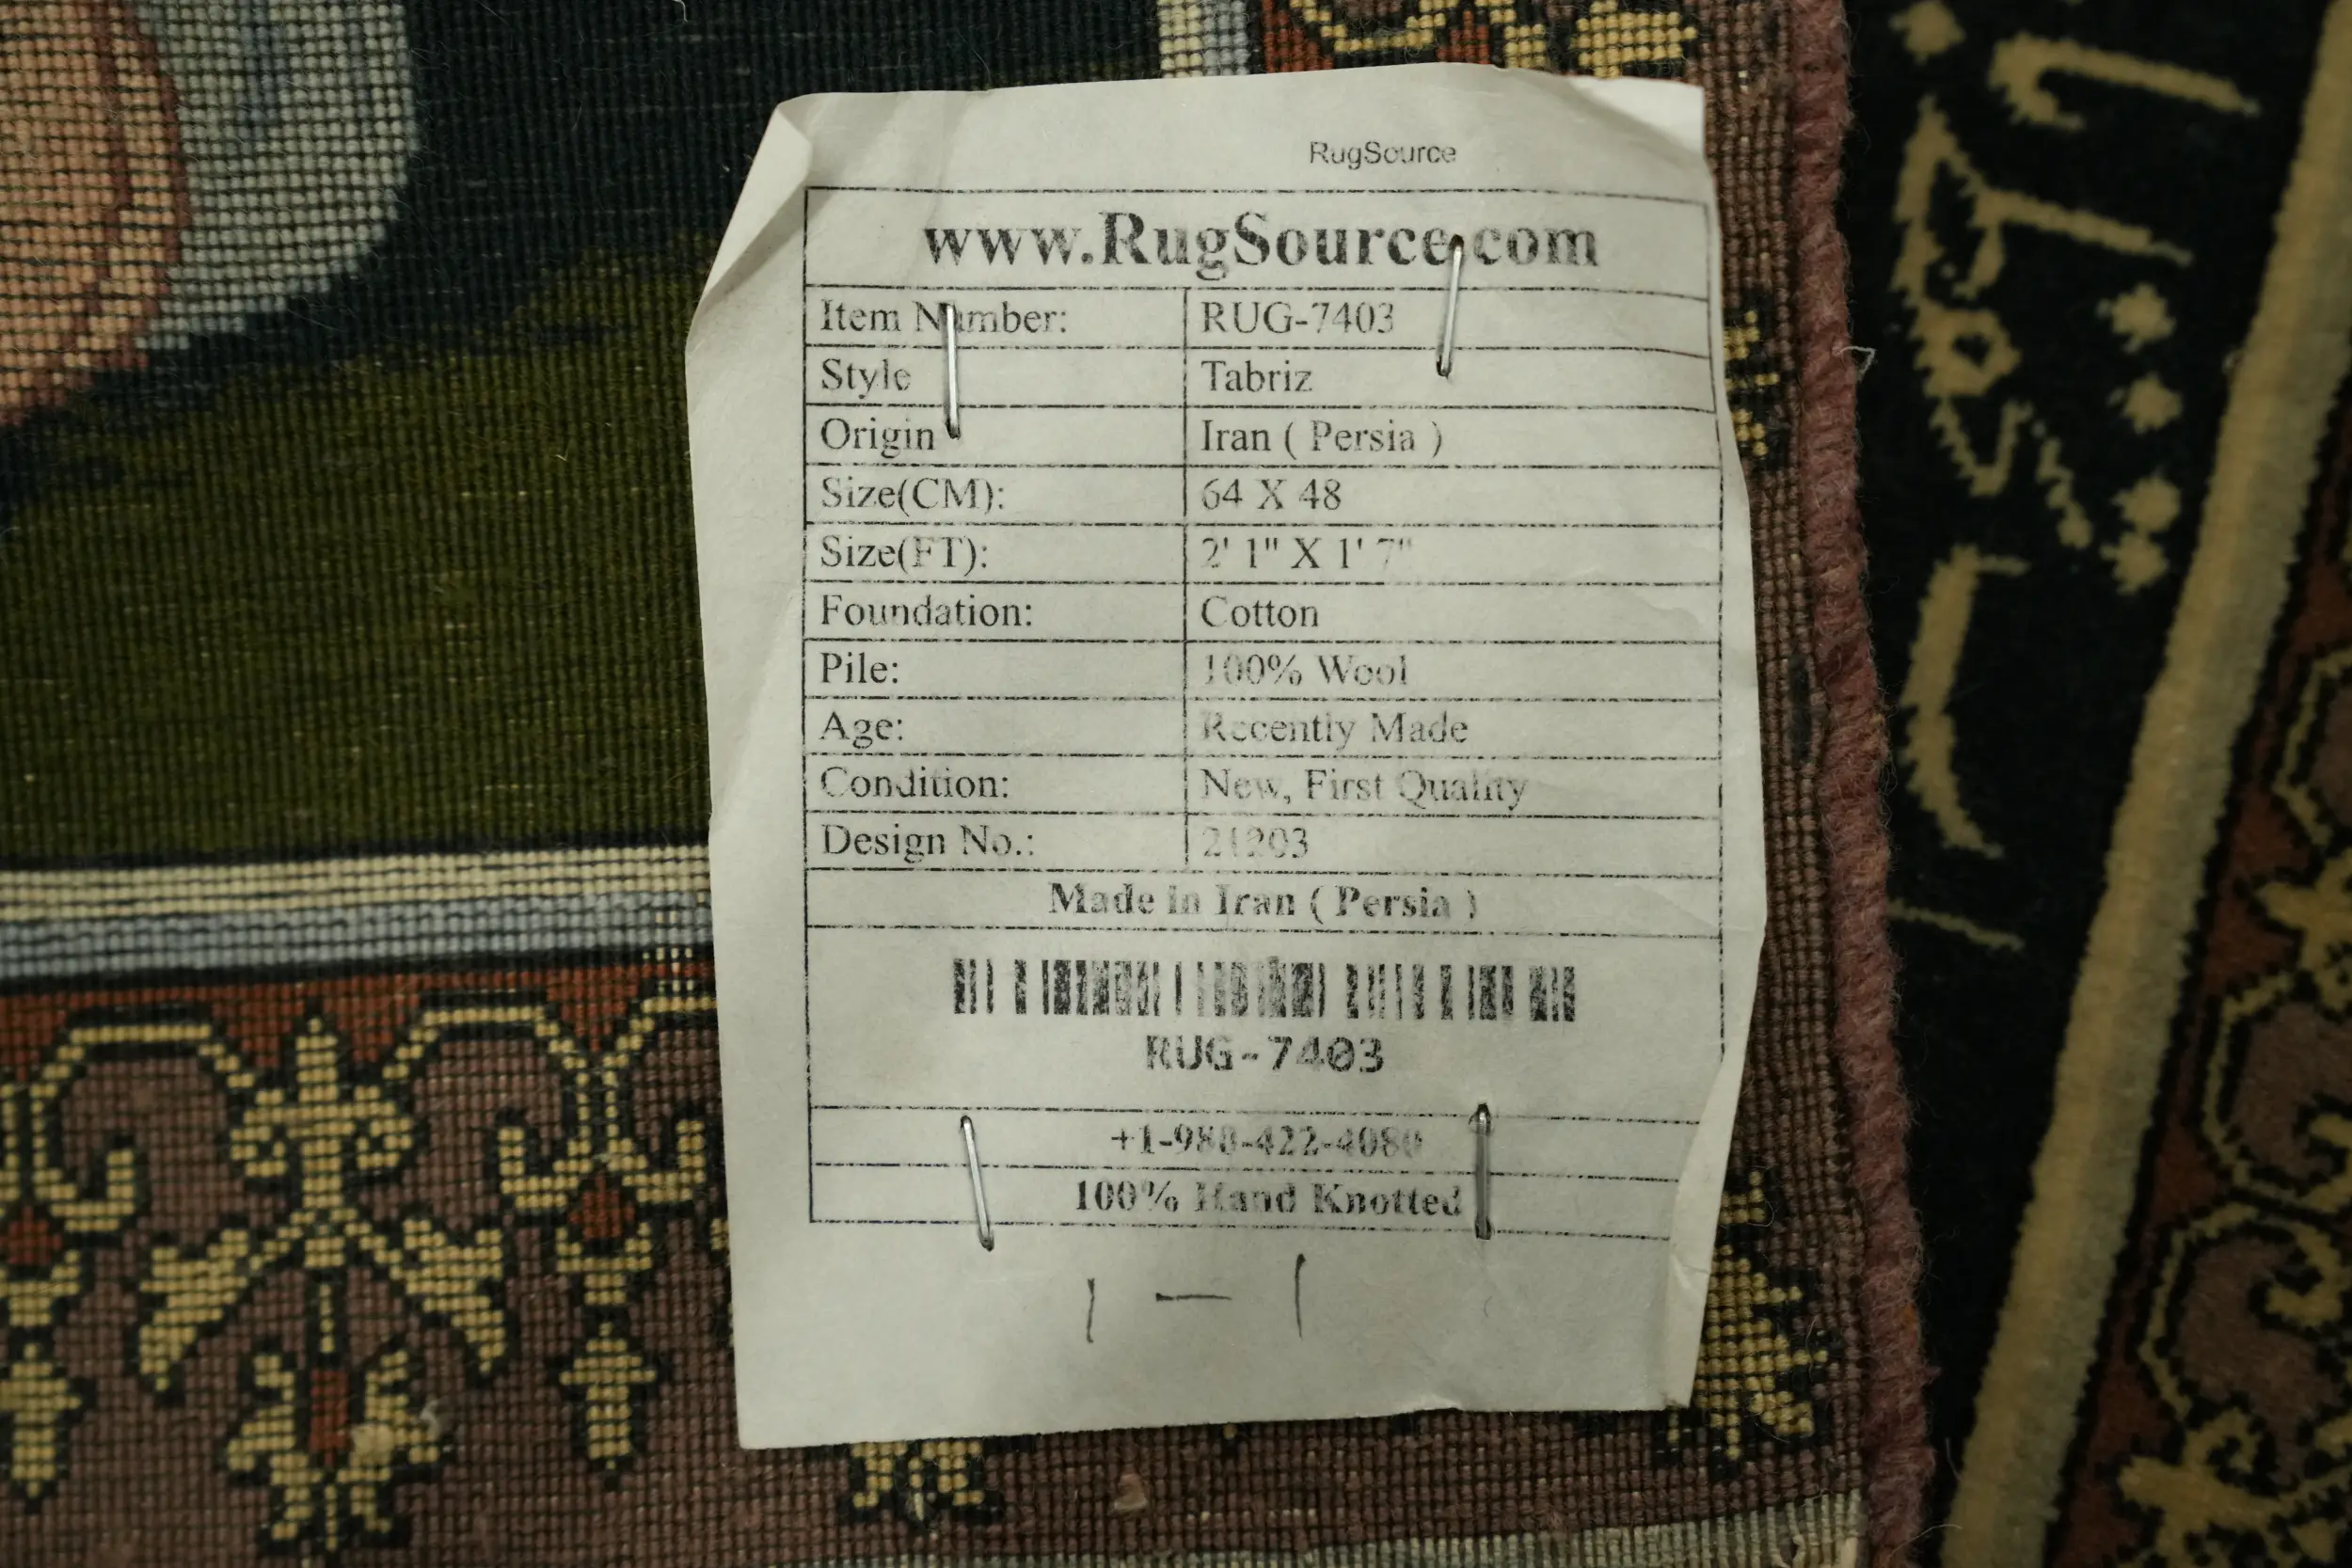 RugSource
www.RugSource.com
Item Number: RUG-7403
Style Tabriz
Origin Iran ( Persia )
Size(CM): 64 X 48
Size(FT): 2' 1" X 1' 7"
Foundation: Cotton
Pile: 100% Wool
Age: Recently Made
Condition: New, First Quality
Design No.: 21203
Made in Iran ( Persia )
RUG-7403
100% Hand Knotted
1 - 1